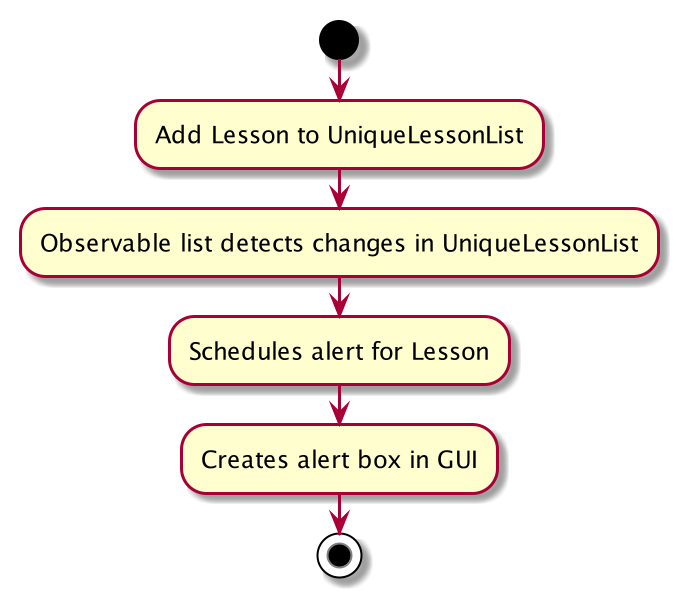 Add Lesson to UniqueLessonList
Observable list detects changes in UniqueLessonList
Schedules alert for Lesson
Creates alert box in GUI